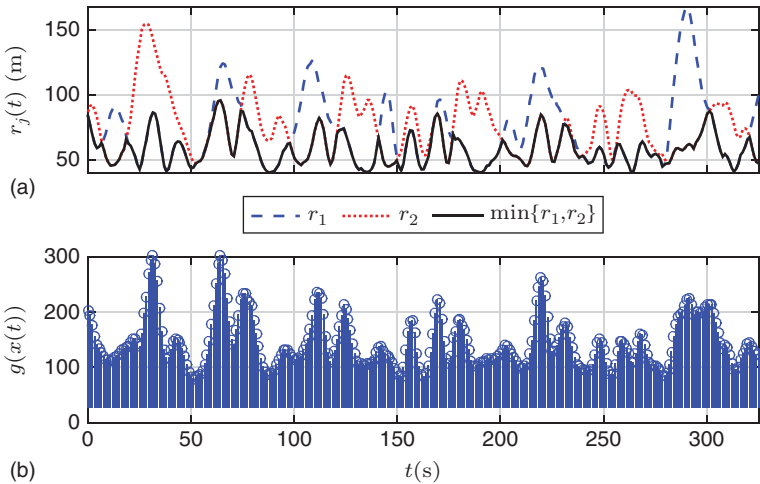 150
100
50
r_j(t) (m)
(a)
r_1 r_2 min{r_1,r_2}
300
200
100
0
g(x(t))
0 50 100 150 200 250 300
t(s)
(b)